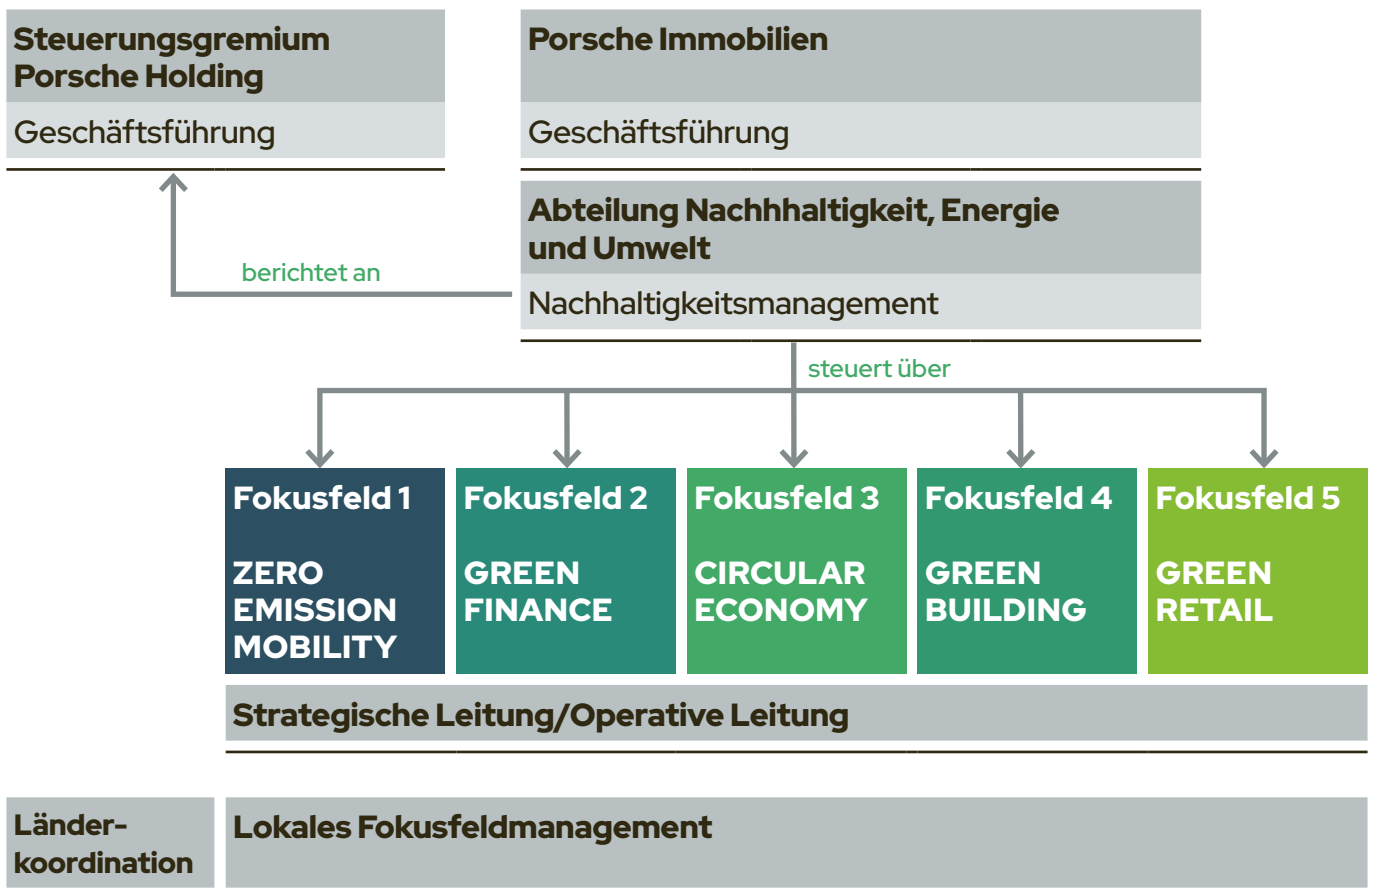 Steuerungsgremium
Porsche Holding
Geschäftsführung
Porsche Immobilien
Geschäftsführung
Abteilung Nachhhaltigkeit, Energie
und Umwelt
Nachhaltigkeitsmanagement
berichtet an
steuert über
Fokusfeld 1
ZERO
EMISSION
MOBILITY
Fokusfeld 2
GREEN
FINANCE
Fokusfeld 3
CIRCULAR
ECONOMY
Fokusfeld 4
GREEN
BUILDING
Fokusfeld 5
GREEN
RETAIL
Strategische Leitung/Operative Leitung
Länder-
koordination
Lokales Fokusfeldmanagement